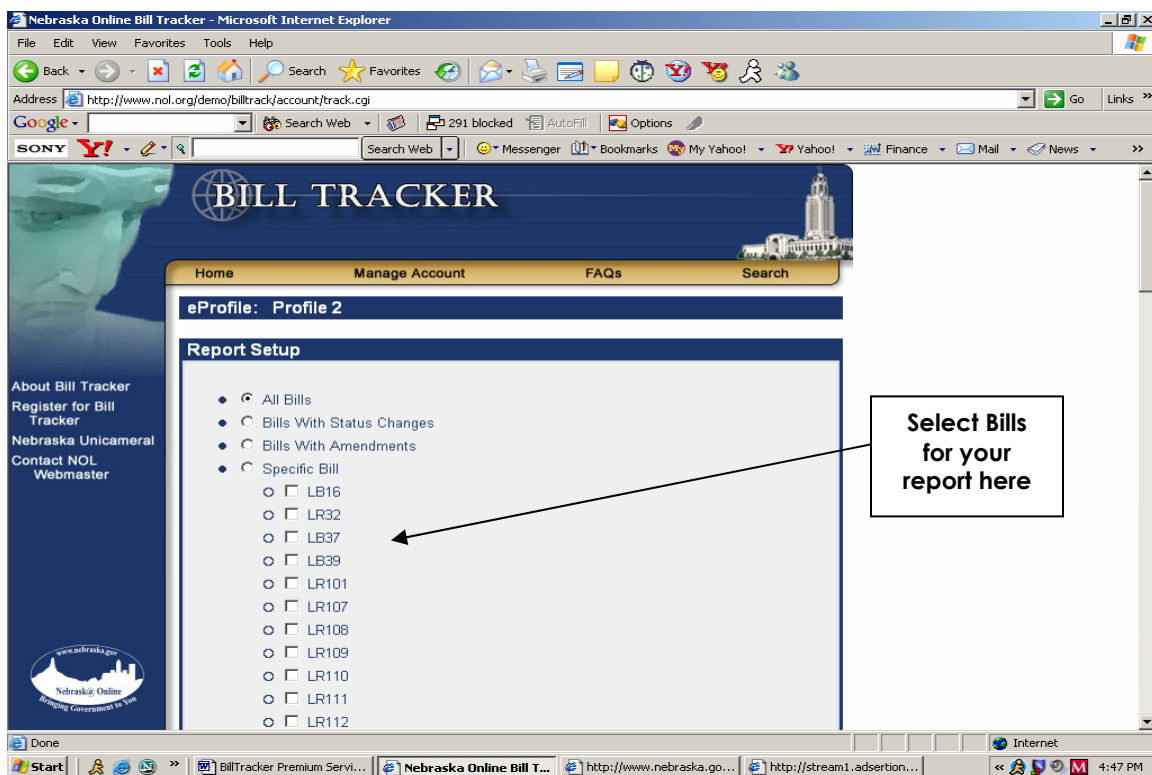 Nebraska Online Bill Tracker - Microsoft Internet Explorer
File Edit View Favorites Tools Help
Back Search Favorites
Address http://www.nol.org/demo/billtrack/account/track.cgi Go Links »
Google Search Web 291 blocked AutoFill Options
SONY Y! Search Web Messenger Bookmarks My Yahoo! Yahoo! Finance Mail News »
BILL TRACKER
Home Manage Account FAQs Search
eProfile: Profile 2
Report Setup
About Bill Tracker
Register for Bill
Tracker
Nebraska Unicameral
Contact NOL
Webmaster
All Bills
Bills With Status Changes
Bills With Amendments
Specific Bill
LB16
LR32
LB37
LB39
LR101
LR107
LR108
LR109
LR110
LR111
LR112
Select Bills
for your
report here
www.nebraska.gov
Nebrask@ Online
Bringing Government to You
Done Internet
Start » BillTracker Premium Servi... Nebraska Online Bill T... http://www.nebraska.go... http://stream1.adsertion... « 4:47 PM